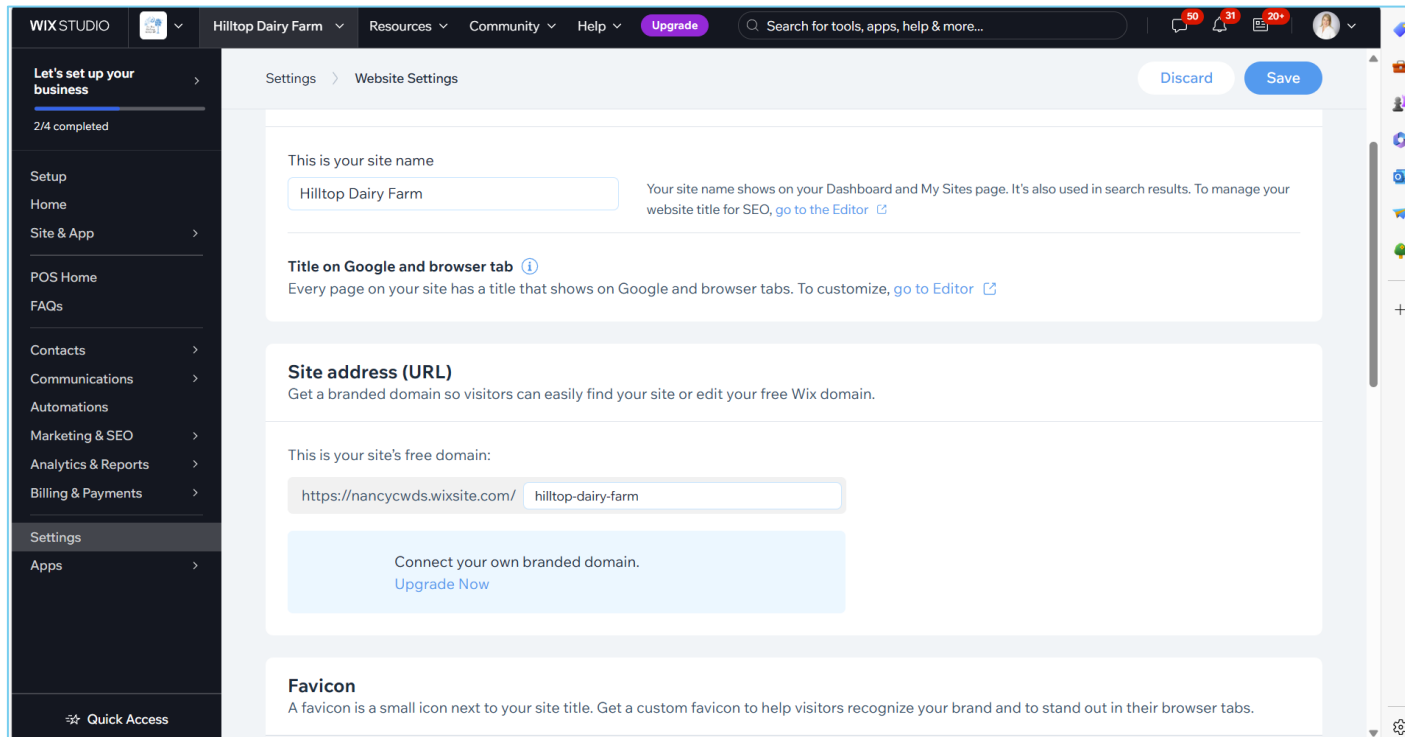 WIX STUDIO
Hilltop Dairy Farm
Resources
Community
Help
Upgrade
Search for tools, apps, help & more...
50
31
20+
Let's set up your
business
2/4 completed
Setup
Home
Site & App
POS Home
FAQs
Contacts
Communications
Automations
Marketing & SEO
Analytics & Reports
Billing & Payments
Settings
Apps
Quick Access
Settings
Website Settings
Discard
Save
This is your site name
Hilltop Dairy Farm
Your site name shows on your Dashboard and My Sites page. It's also used in search results. To manage your
website title for SEO, go to the Editor
Title on Google and browser tab
Every page on your site has a title that shows on Google and browser tabs. To customize, go to Editor
Site address (URL)
Get a branded domain so visitors can easily find your site or edit your free Wix domain.
This is your site's free domain:
https://nancycwds.wixsite.com/ hilltop-dairy-farm
Connect your own branded domain.
Upgrade Now
Favicon
A favicon is a small icon next to your site title. Get a custom favicon to help visitors recognize your brand and to stand out in their browser tabs.